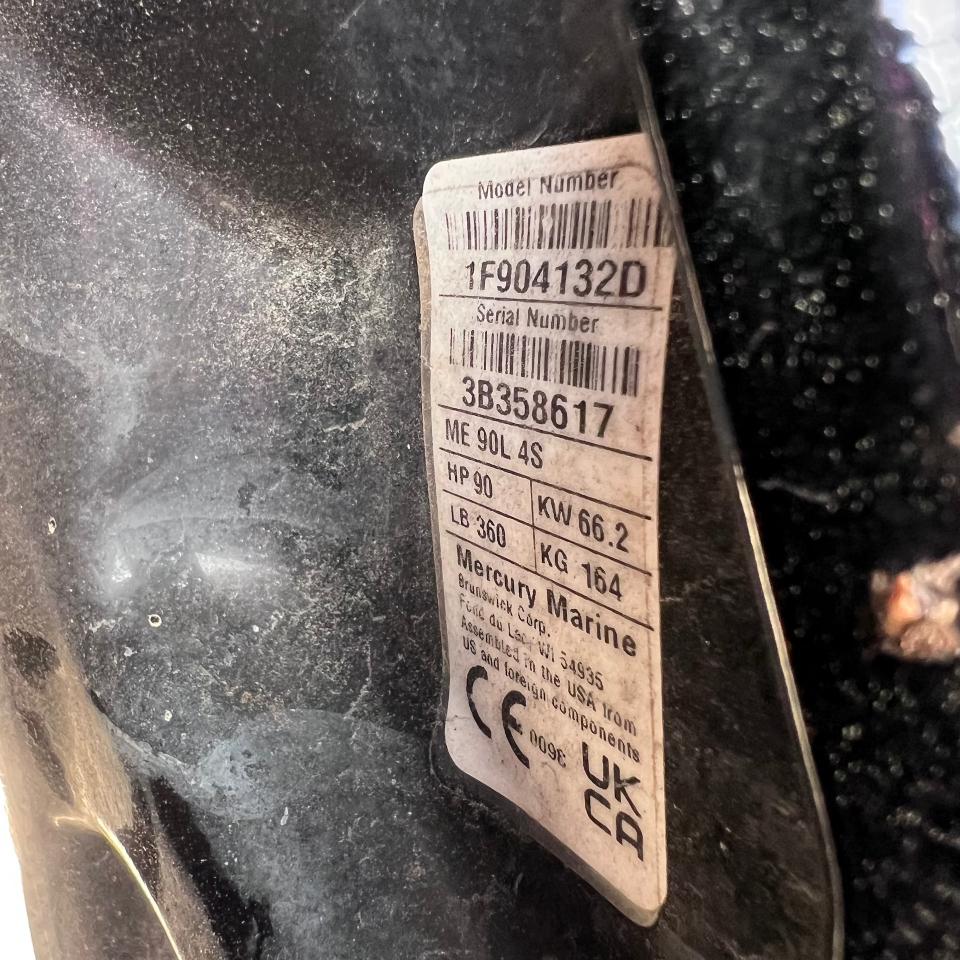 Model Number
1F904132D
Serial Number
3B358617
ME 90L 4S
HP 90 KW 66.2
LB 360 KG 164
Mercury Marine
Brunswick Corp.
Fond du Lac, WI 54935
Assembled in the USA from
US and foreign components
CE 0098
UK
CA